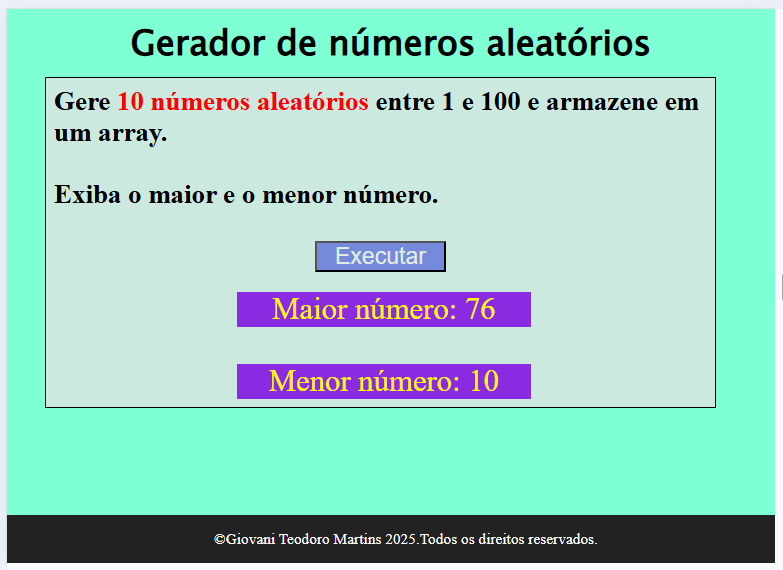 Gerador de números aleatórios
Gere 10 números aleatórios entre 1 e 100 e armazene em
um array.
Exiba o maior e o menor número.
Executar
Maior número: 76
Menor número: 10
©Giovani Teodoro Martins 2025.Todos os direitos reservados.